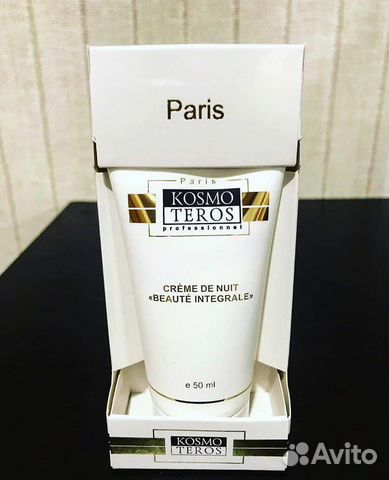 Paris
Paris
KOSMO
TEROS
professionnel
CRÈME DE NUIT
«BEAUTÉ INTEGRALE»
e 50 ml
KOSMO
TEROS
Avito